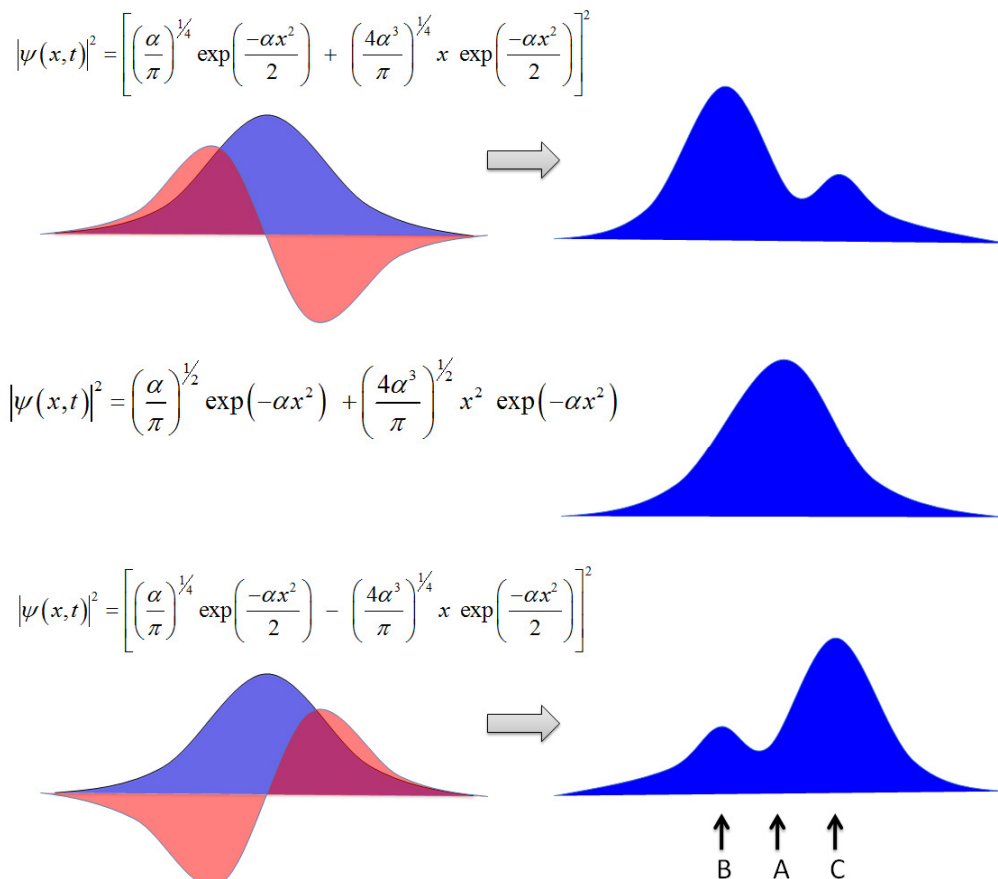 |ψ(x,t)|² = [(α/π)^{1/4} exp(−αx²/2) + (4α³/π)^{1/4} x exp(−αx²/2)]²
|ψ(x,t)|² = (α/π)^{1/2} exp(−αx²) + (4α³/π)^{1/2} x² exp(−αx²)
|ψ(x,t)|² = [(α/π)^{1/4} exp(−αx²/2) − (4α³/π)^{1/4} x exp(−αx²/2)]²
B A C